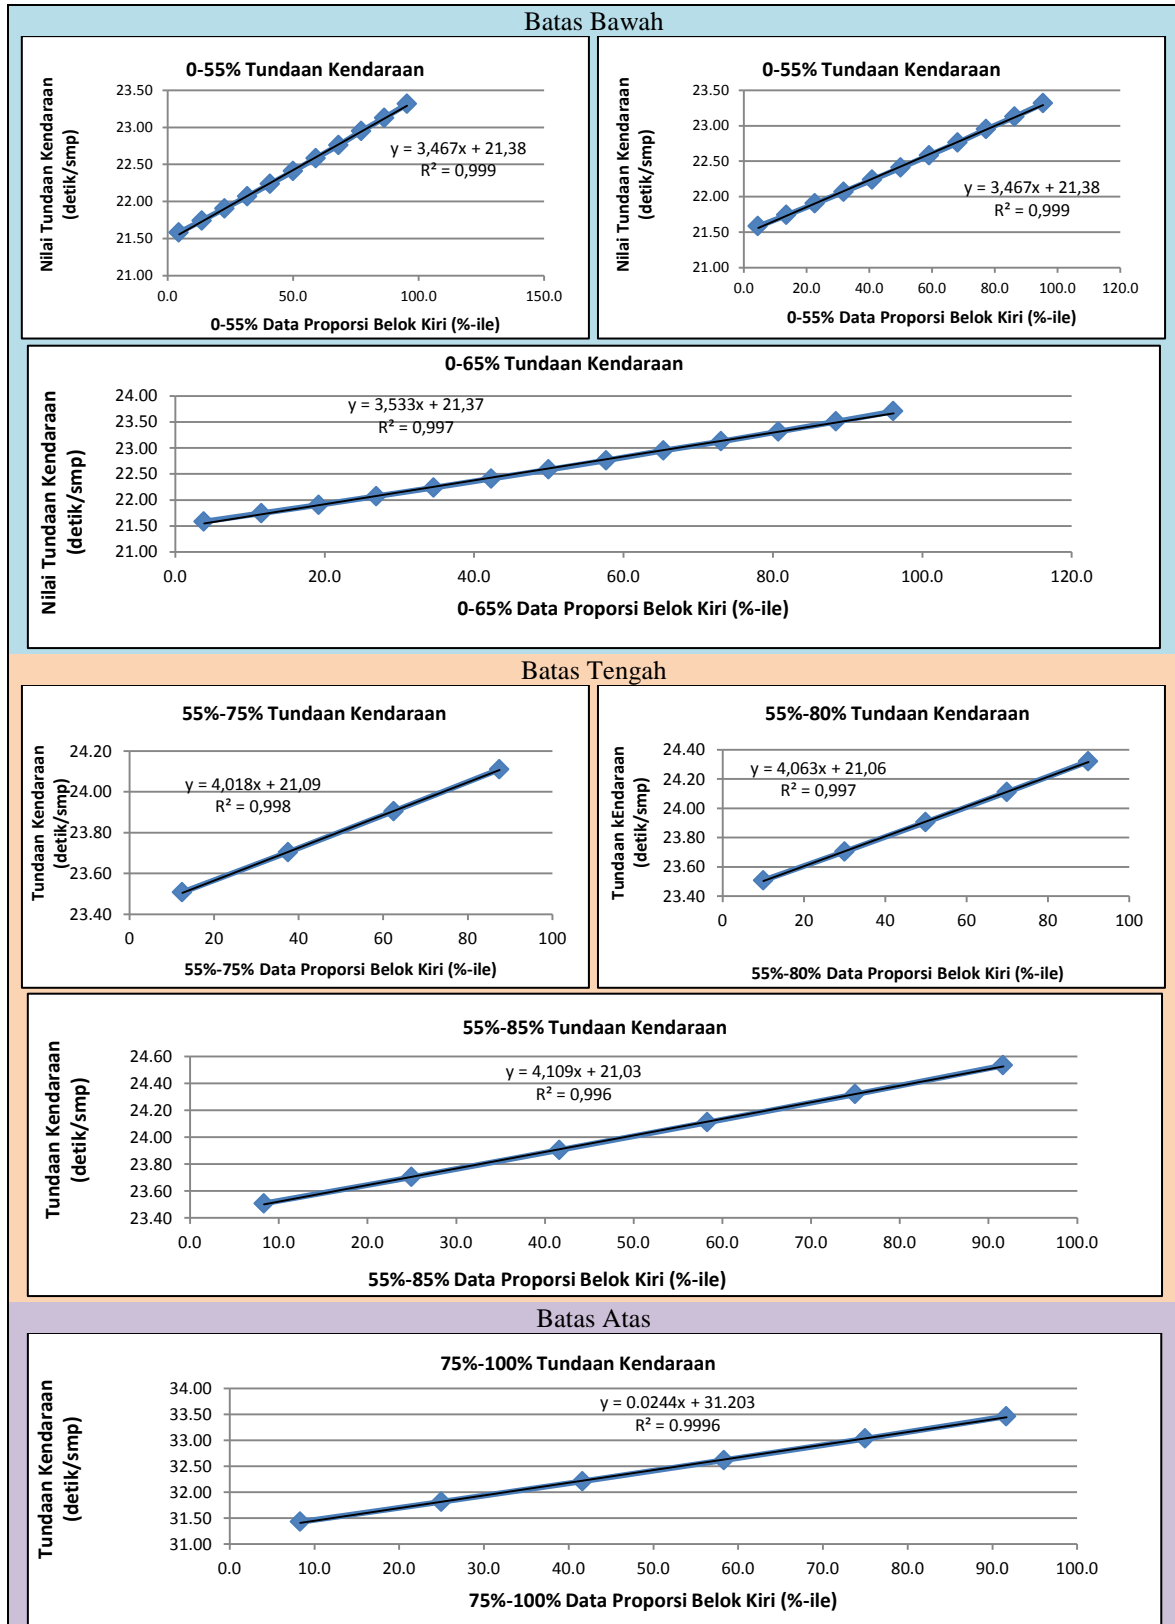 Batas Bawah
0-55% Tundaan Kendaraan
Nilai Tundaan Kendaraan
(detik/smp)
23.50
23.00
22.50
22.00
21.50
21.00
y = 3,467x + 21,38
R² = 0,999
0.0 50.0 100.0 150.0
0-55% Data Proporsi Belok Kiri (%-ile)
0-55% Tundaan Kendaraan
Nilai Tundaan Kendaraan
(detik/smp)
23.50
23.00
22.50
22.00
21.50
21.00
y = 3,467x + 21,38
R² = 0,999
0.0 20.0 40.0 60.0 80.0 100.0 120.0
0-55% Data Proporsi Belok Kiri (%-ile)
0-65% Tundaan Kendaraan
Nilai Tundaan Kendaraan
(detik/smp)
24.00
23.50
23.00
22.50
22.00
21.50
21.00
y = 3,533x + 21,37
R² = 0,997
0.0 20.0 40.0 60.0 80.0 100.0 120.0
0-65% Data Proporsi Belok Kiri (%-ile)
Batas Tengah
55%-75% Tundaan Kendaraan
Tundaan Kendaraan
(detik/smp)
24.20
24.00
23.80
23.60
23.40
y = 4,018x + 21,09
R² = 0,998
0 20 40 60 80 100
55%-75% Data Proporsi Belok Kiri (%-ile)
55%-80% Tundaan Kendaraan
Tundaan kEndaraan
(detik/smp)
24.40
24.20
24.00
23.80
23.60
23.40
y = 4,063x + 21,06
R² = 0,997
0 20 40 60 80 100
55%-80% Data Proporsi Belok Kiri (%-ile)
55%-85% Tundaan Kendaraan
Tundaan Kendaraan
(detik/smp)
24.60
24.40
24.20
24.00
23.80
23.60
23.40
y = 4,109x + 21,03
R² = 0,996
0.0 10.0 20.0 30.0 40.0 50.0 60.0 70.0 80.0 90.0 100.0
55%-85% Data Proporsi Belok Kiri (%-ile)
Batas Atas
75%-100% Tundaan Kendaraan
Tundaan Kendaraan
(detik/smp)
34.00
33.50
33.00
32.50
32.00
31.50
31.00
y = 0.0244x + 31.203
R² = 0.9996
0.0 10.0 20.0 30.0 40.0 50.0 60.0 70.0 80.0 90.0 100.0
75%-100% Data Proporsi Belok Kiri (%-ile)